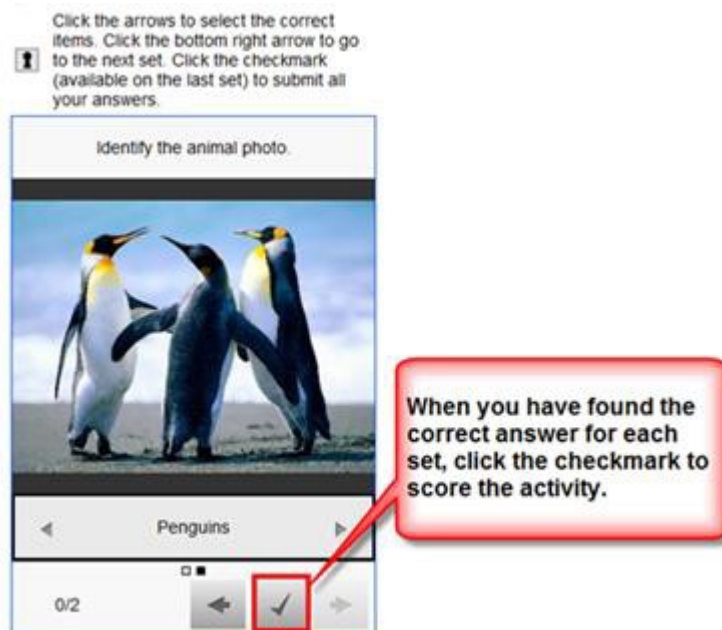 Click the arrows to select the correct
items. Click the bottom right arrow to go
to the next set. Click the checkmark
(available on the last set) to submit all
your answers.
Identify the animal photo.
When you have found the
correct answer for each
set, click the checkmark to
score the activity.
Penguins
0/2